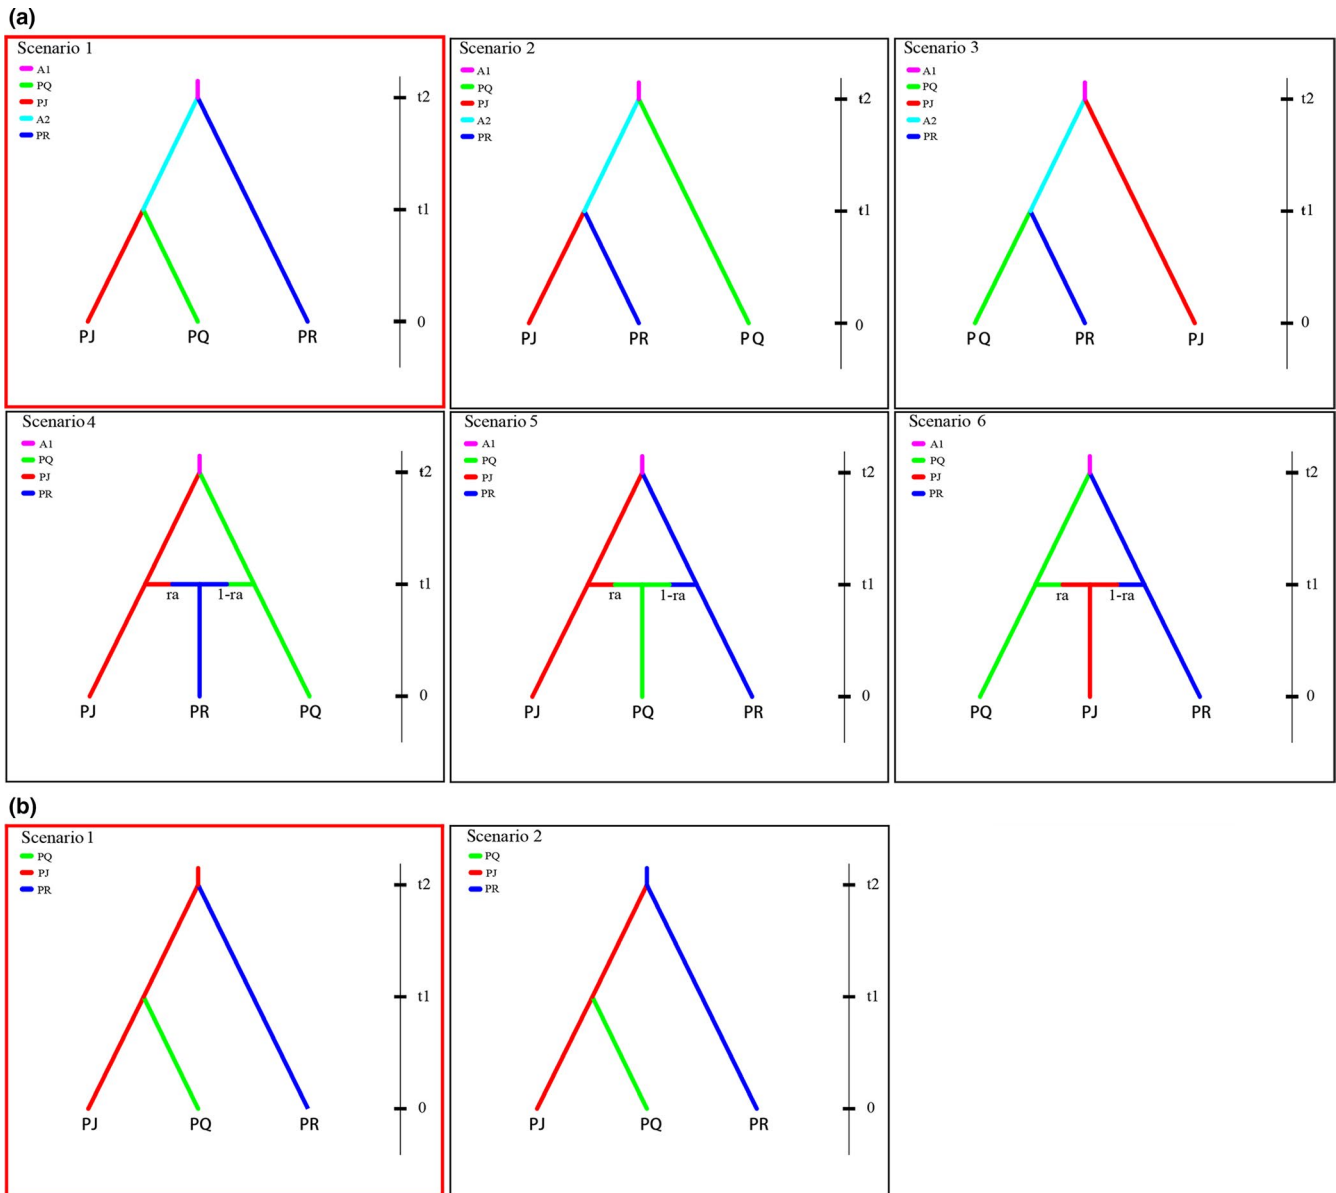 (a)
Scenario 1
A1
PQ
PJ
A2
PR
t2
t1
0
PJ PQ PR
Scenario 2
A1
PQ
PJ
A2
PR
t2
t1
0
PJ PR PQ
Scenario 3
A1
PQ
PJ
A2
PR
t2
t1
0
PQ PR PJ
Scenario 4
A1
PQ
PJ
PR
t2
t1
ra 1-ra
0
PJ PR PQ
Scenario 5
A1
PQ
PJ
PR
t2
t1
ra 1-ra
0
PJ PQ PR
Scenario 6
A1
PQ
PJ
PR
t2
t1
ra 1-ra
0
PQ PJ PR
(b)
Scenario 1
PQ
PJ
PR
t2
t1
0
PJ PQ PR
Scenario 2
PQ
PJ
PR
t2
t1
0
PJ PQ PR